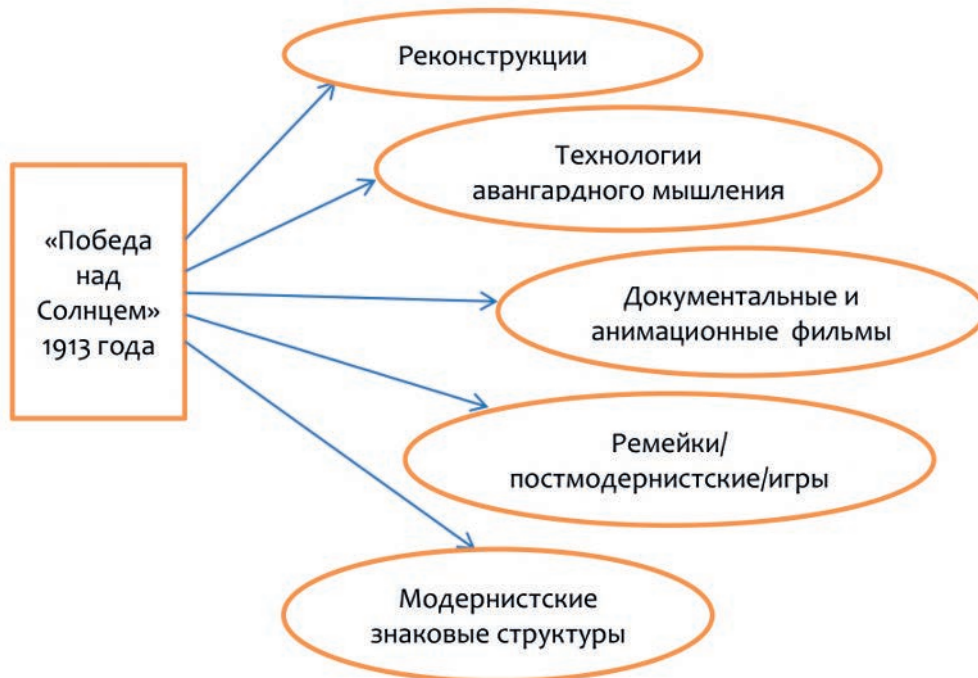 Реконструкции
Технологии
авангардного мышления
«Победа
над
Солнцем»
1913 года
Документальные и
анимационные фильмы
Ремейки/
постмодернистские/игры
Модернистские
знаковые структуры